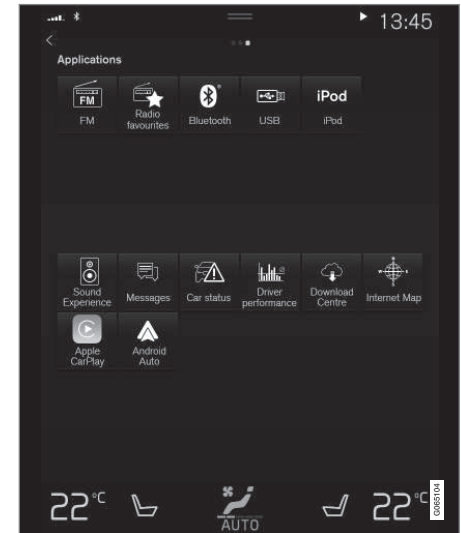 13:45
Applications
FM
FM
Radio
favourites
Bluetooth
USB
iPod
iPod
Sound
Experience
Messages
Car status
Driver
performance
Download
Centre
Internet Map
Apple
CarPlay
Android
Auto
22°C
AUTO
22°C
G065104